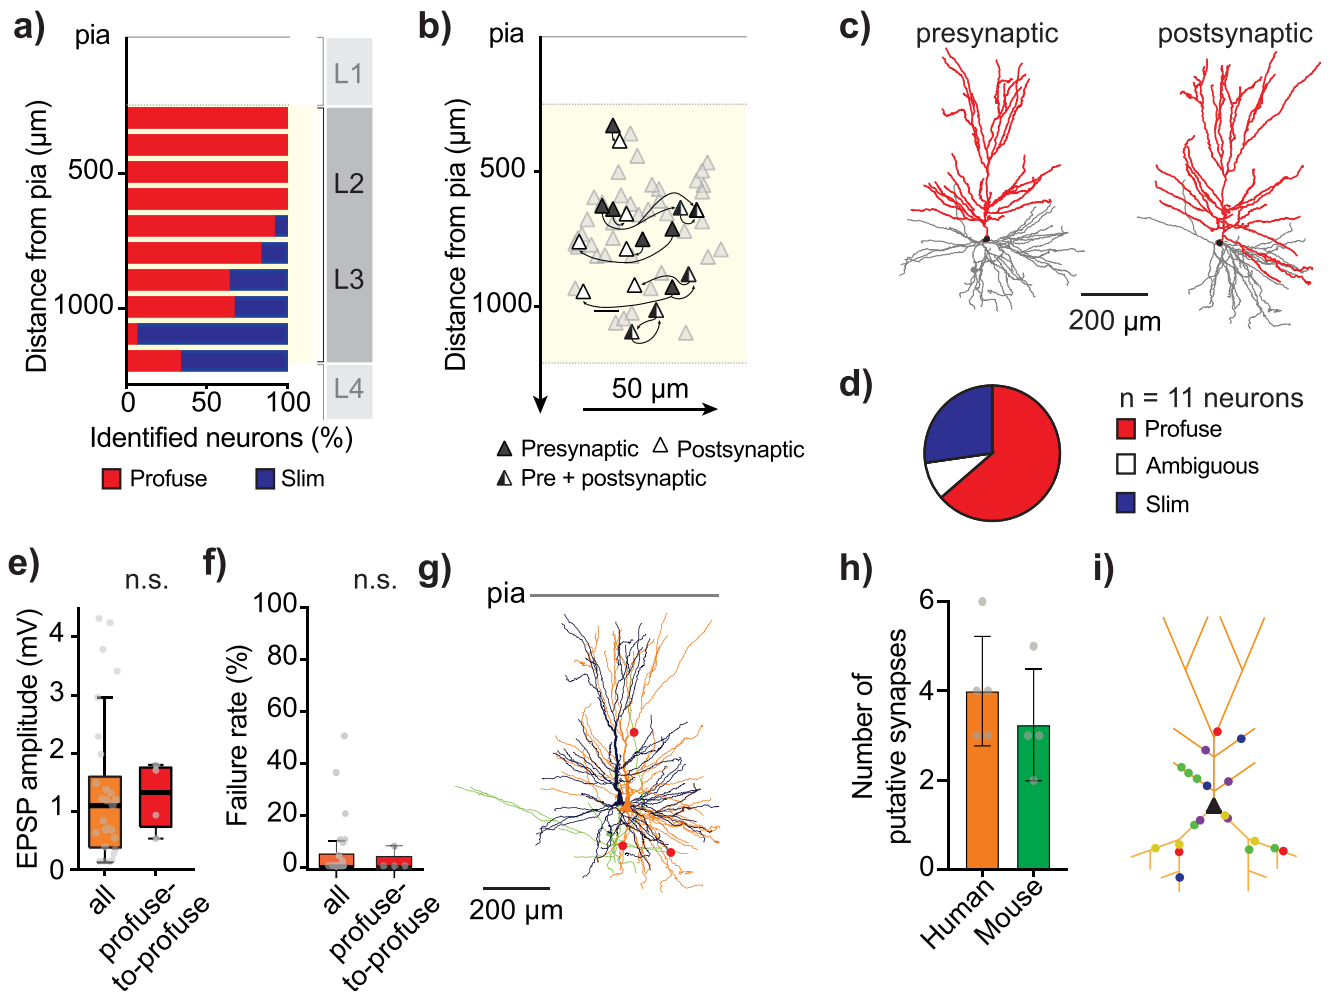 a)
pia
Distance from pia (µm)
500
1000
L1
L2
L3
L4
0
50
100
Identified neurons (%)
Profuse
Slim
b)
pia
Distance from pia (µm)
500
1000
50 µm
Presynaptic
Postsynaptic
Pre + postsynaptic
c)
presynaptic
postsynaptic
200 µm
d)
n = 11 neurons
Profuse
Ambiguous
Slim
e)
n.s.
EPSP amplitude (mV)
4
3
2
1
0
all
profuse-
to-profuse
f)
n.s.
Failure rate (%)
100
80
60
40
20
0
all
profuse-
to-profuse
g)
pia
200 µm
h)
Number of
putative synapses
6
4
2
0
Human
Mouse
i)